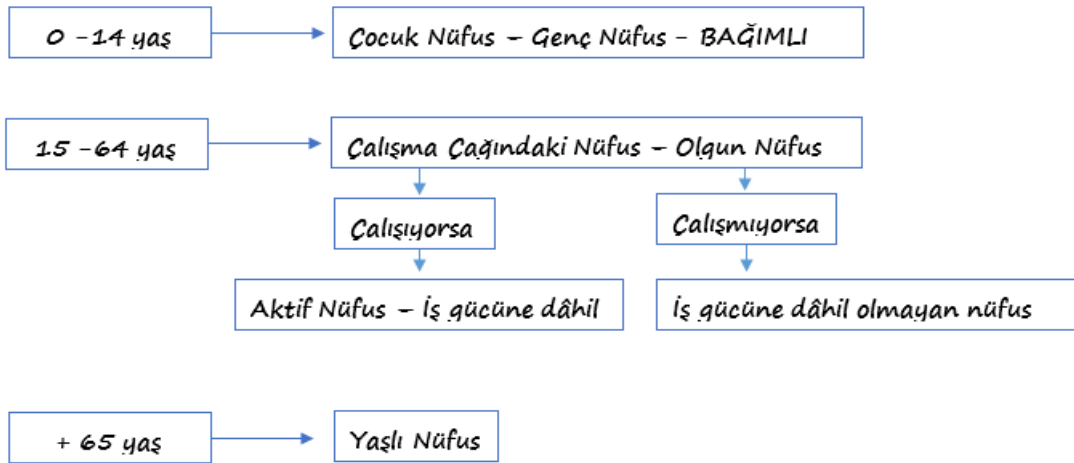 0 -14 yaş
Çocuk Nüfus – Genç Nüfus - BAĞIMLI
15 -64 yaş
Çalışma Çağındaki Nüfus – Olgun Nüfus
Çalışıyorsa
Çalışmıyorsa
Aktif Nüfus – İş gücüne dâhil
İş gücüne dâhil olmayan nüfus
+ 65 yaş
Yaşlı Nüfus